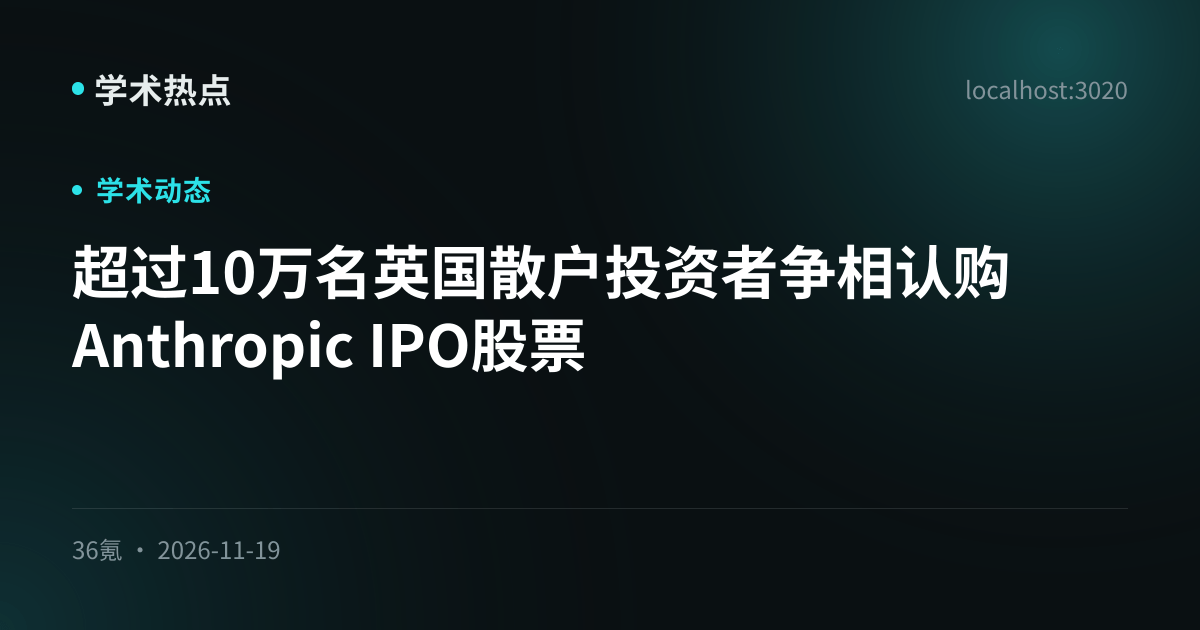 学术热点
localhost:3020
学术动态
超过10万名英国散户投资者争相认购
Anthropic IPO股票
36氪 · 2026-11-19